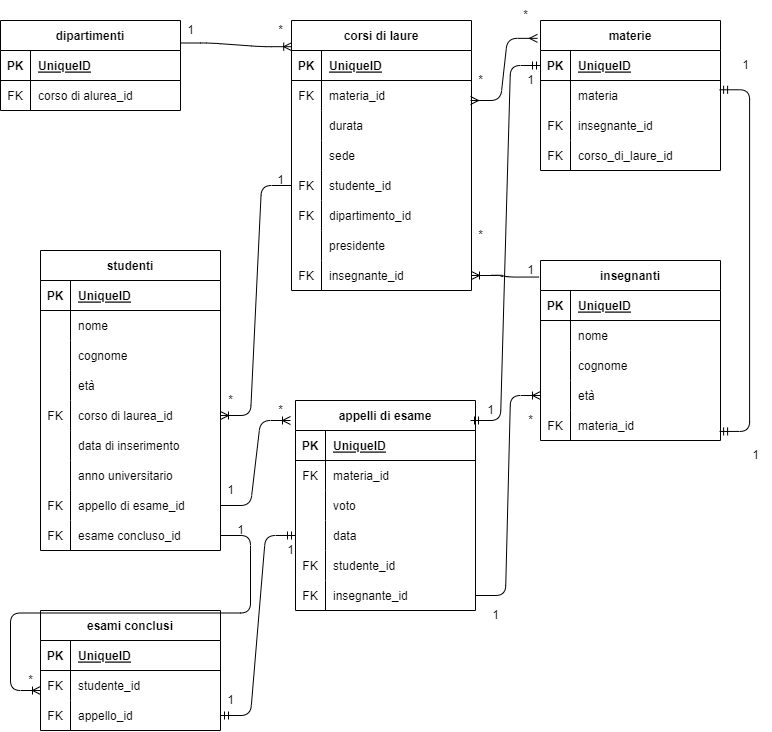 dipartimenti
PK UniqueID
FK corso di alurea_id
1
*
corsi di laure
PK UniqueID
FK materia_id
durata
sede
FK studente_id
FK dipartimento_id
presidente
FK insegnante_id
*
*
1
materie
PK UniqueID
materia
FK insegnante_id
FK corso_di_laure_id
1
1
*
1
insegnanti
PK UniqueID
nome
cognome
età
FK materia_id
*
1
studenti
PK UniqueID
nome
cognome
età
FK corso di laurea_id
data di inserimento
anno universitario
FK appello di esame_id
FK esame concluso_id
*
1
1
*
appelli di esame
PK UniqueID
FK materia_id
voto
data
FK studente_id
FK insegnante_id
1
1
1
esami conclusi
PK UniqueID
FK studente_id
FK appello_id
*
1